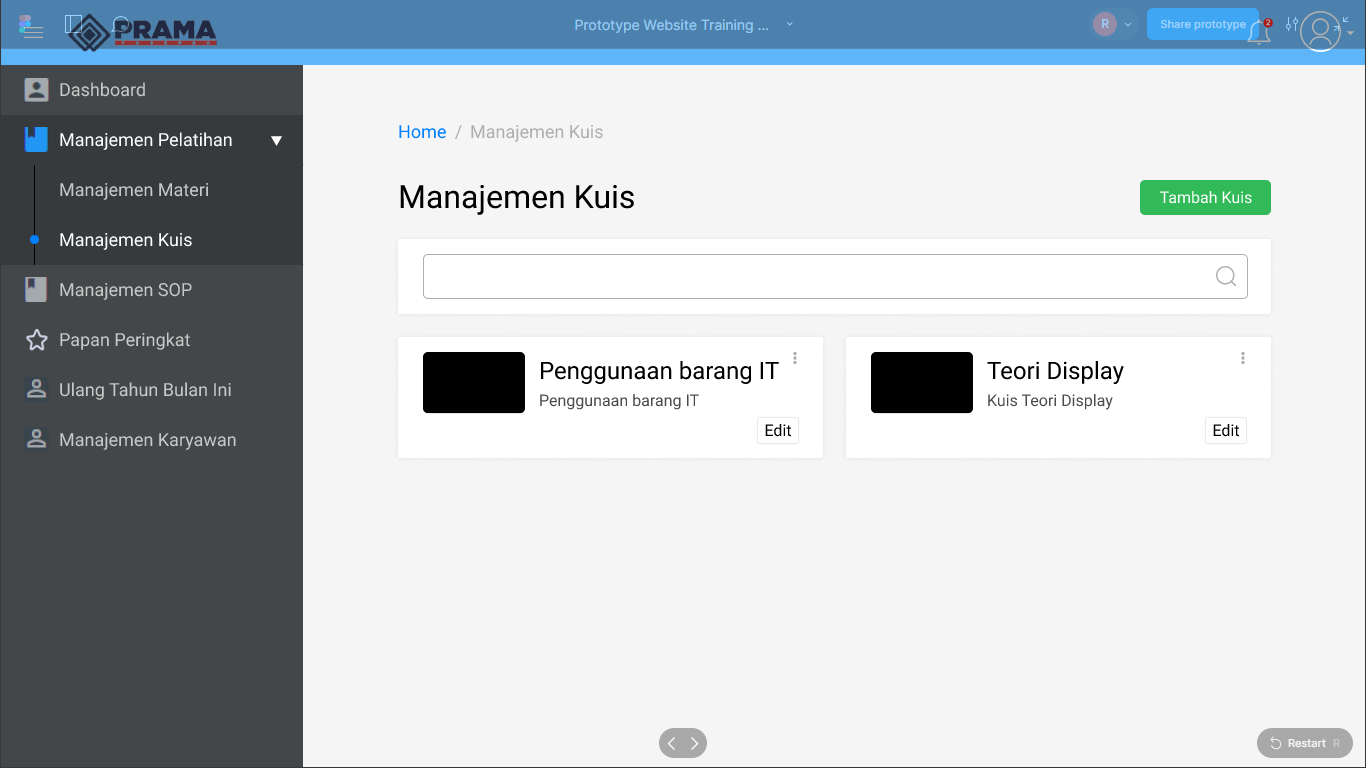 PRAMA
Prototype Website Training ...
R
Share prototype
2
Dashboard
Manajemen Pelatihan
Manajemen Materi
Manajemen Kuis
Manajemen SOP
Papan Peringkat
Ulang Tahun Bulan Ini
Manajemen Karyawan
Home / Manajemen Kuis
Manajemen Kuis
Tambah Kuis
Penggunaan barang IT
Penggunaan barang IT
Edit
Teori Display
Kuis Teori Display
Edit
Restart R